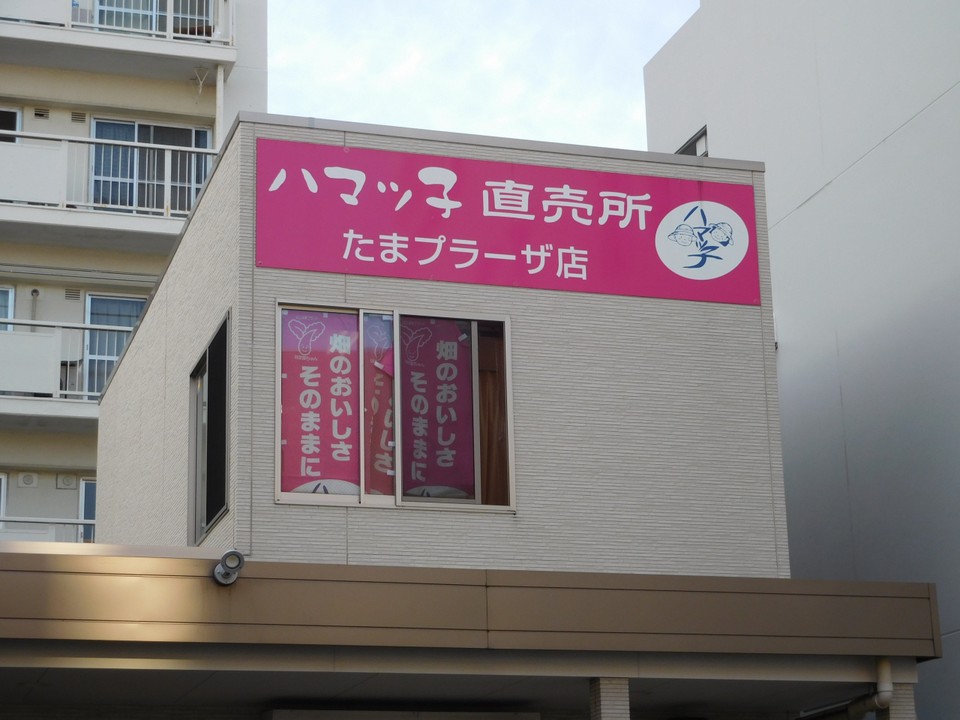 ハマッ子 直売所
たまプラーザ店
ハマッ子
畑のおいしさ
そのままに
畑のおいしさ
そのままに